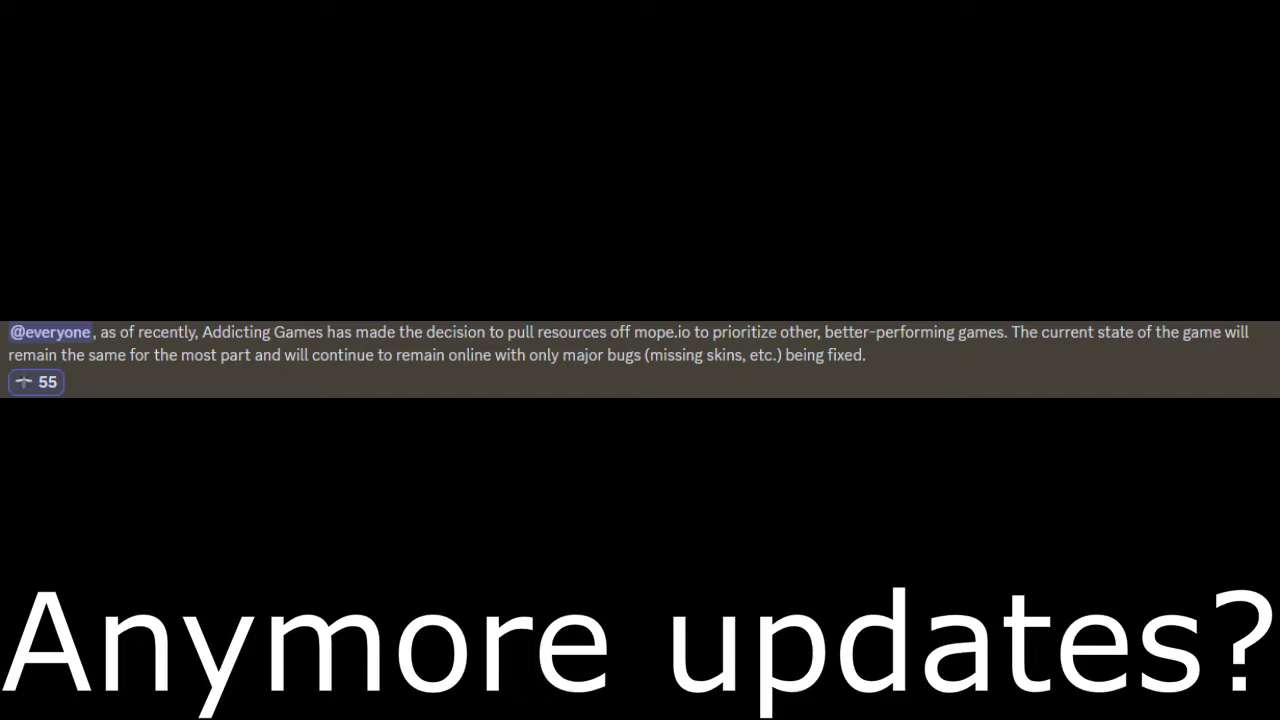 @everyone, as of recently, Addicting Games has made the decision to pull resources off mope.io to prioritize other, better-performing games. The current state of the game will
remain the same for the most part and will continue to remain online with only major bugs (missing skins, etc.) being fixed.
55
Anymore updates?